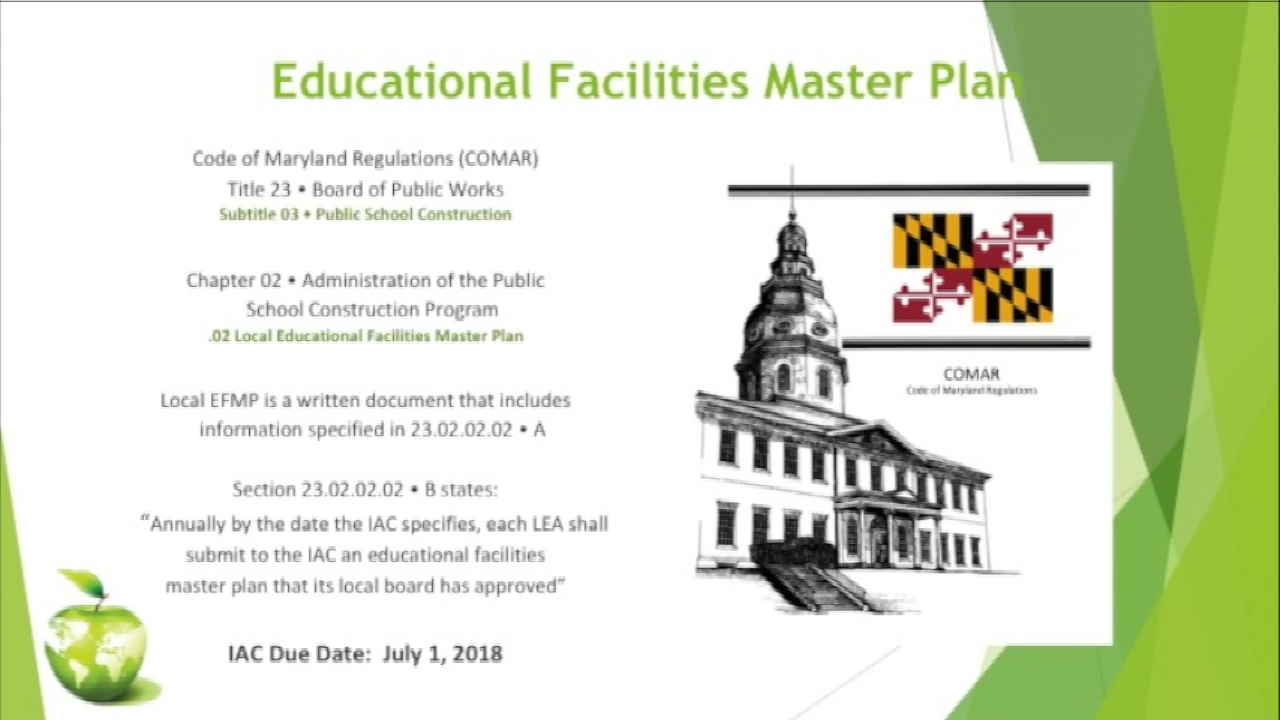 Educational Facilities Master Plan
Code of Maryland Regulations (COMAR)
Title 23 • Board of Public Works
Subtitle 03 • Public School Construction
Chapter 02 • Administration of the Public
School Construction Program
.02 Local Educational Facilities Master Plan
Local EFMP is a written document that includes
information specified in 23.02.02.02 • A
Section 23.02.02.02 • B states:
“Annually by the date the IAC specifies, each LEA shall
submit to the IAC an educational facilities
master plan that its local board has approved”
IAC Due Date: July 1, 2018
COMAR
Code of Maryland Regulations